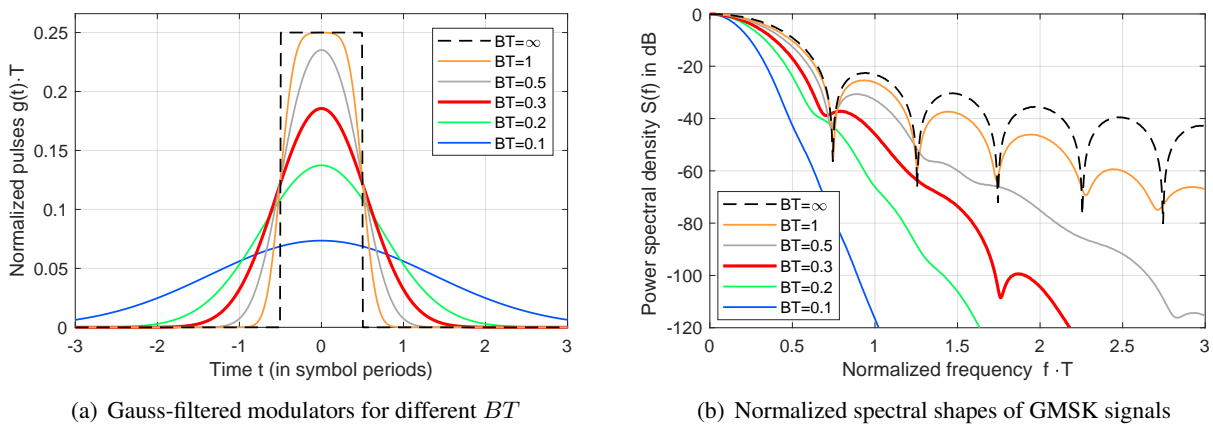 Normalized pulses g(t)·T
0.25
0.2
0.15
0.1
0.05
0
-3
-2
-1
0
1
2
3
Time t (in symbol periods)
BT=∞
BT=1
BT=0.5
BT=0.3
BT=0.2
BT=0.1
(a) Gauss-filtered modulators for different BT
Power spectral density S(f) in dB
0
-20
-40
-60
-80
-100
-120
0
0.5
1
1.5
2
2.5
3
Normalized frequency f ·T
BT=∞
BT=1
BT=0.5
BT=0.3
BT=0.2
BT=0.1
(b) Normalized spectral shapes of GMSK signals